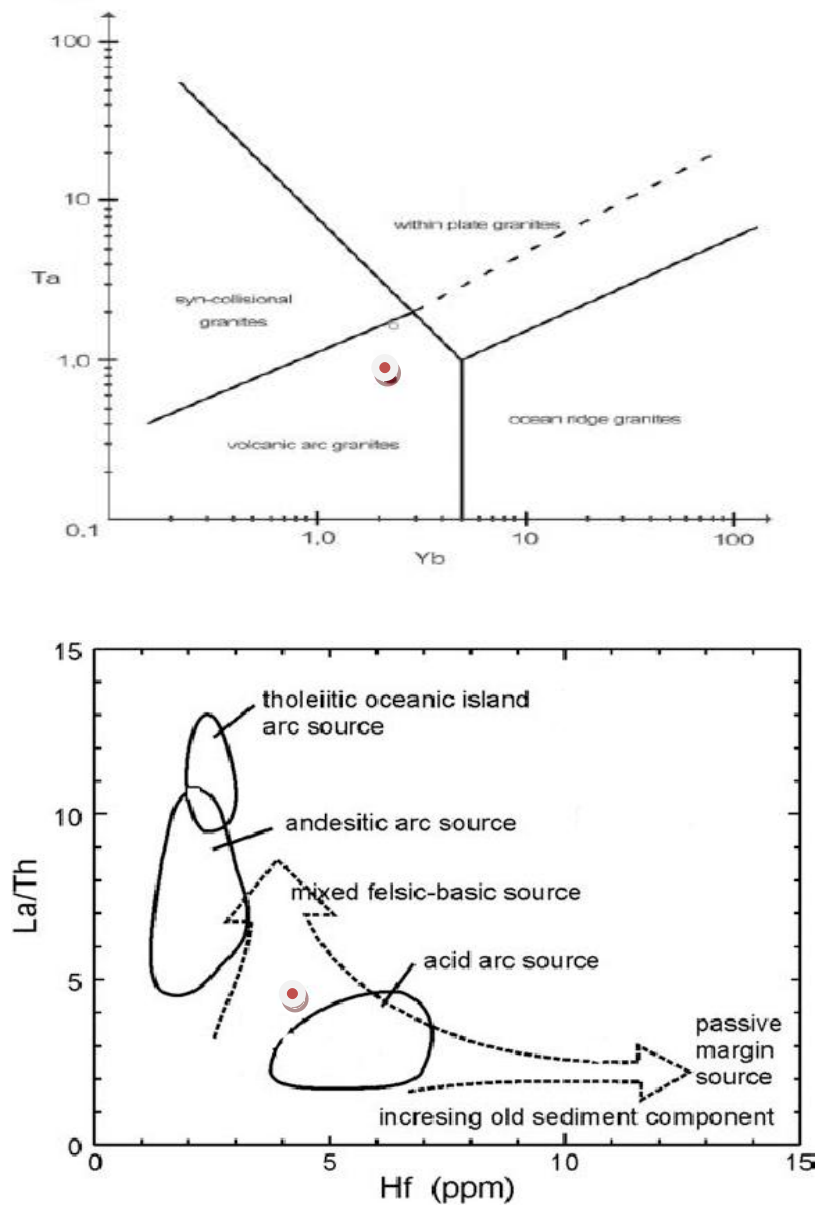 100
10
Ta
within plate granites
syn-collisional
granites
1,0
ocean ridge granites
volcanic arc granites
0.1
1,0
10
100
Yb
15
tholeiitic oceanic island
arc source
10
andesitic arc source
La/Th
mixed felsic-basic source
acid arc source
5
passive
margin
source
incresing old sediment component
0
0
5
10
15
Hf (ppm)